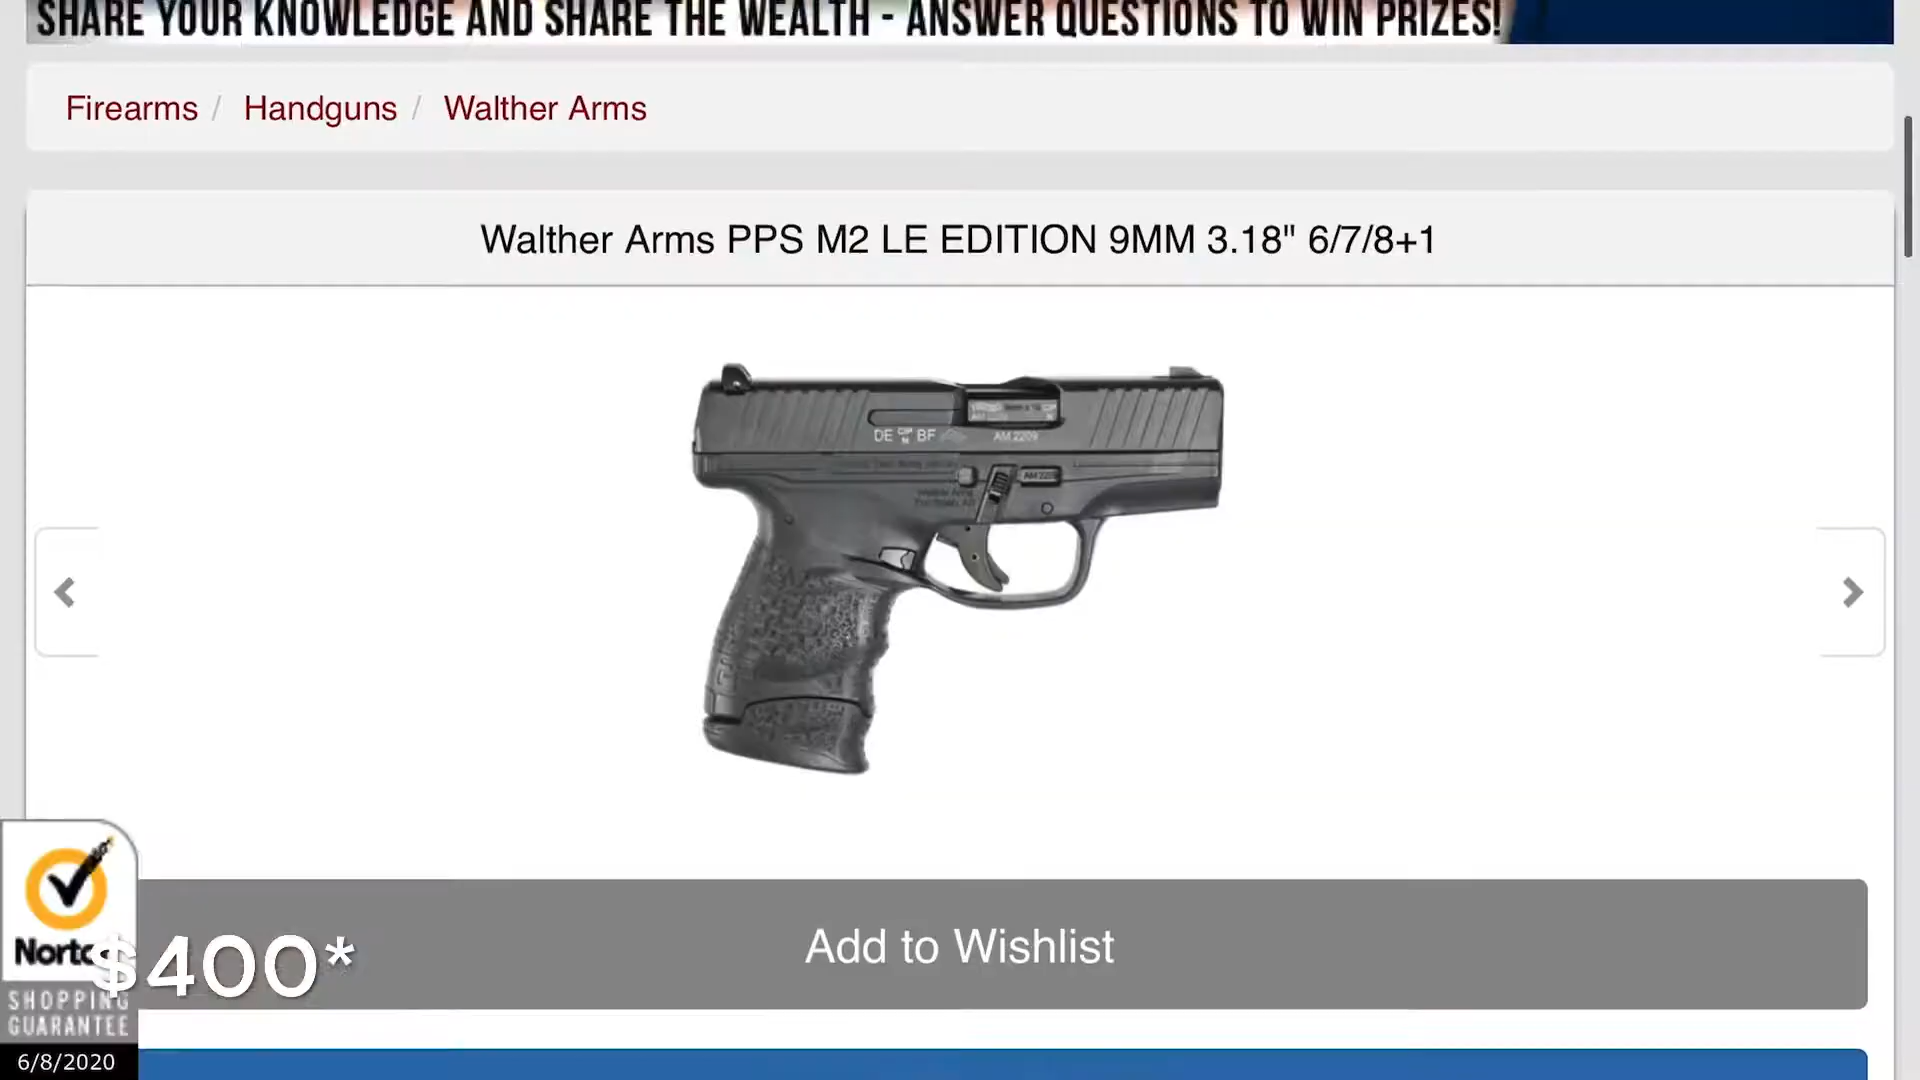 SHARE YOUR KNOWLEDGE AND SHARE THE WEALTH - ANSWER QUESTIONS TO WIN PRIZES!
Firearms / Handguns / Walther Arms
Walther Arms PPS M2 LE EDITION 9MM 3.18" 6/7/8+1
DE CIP M BF
AM 2209
Add to Wishlist
$400*
SHOPPING
GUARANTEE
6/8/2020